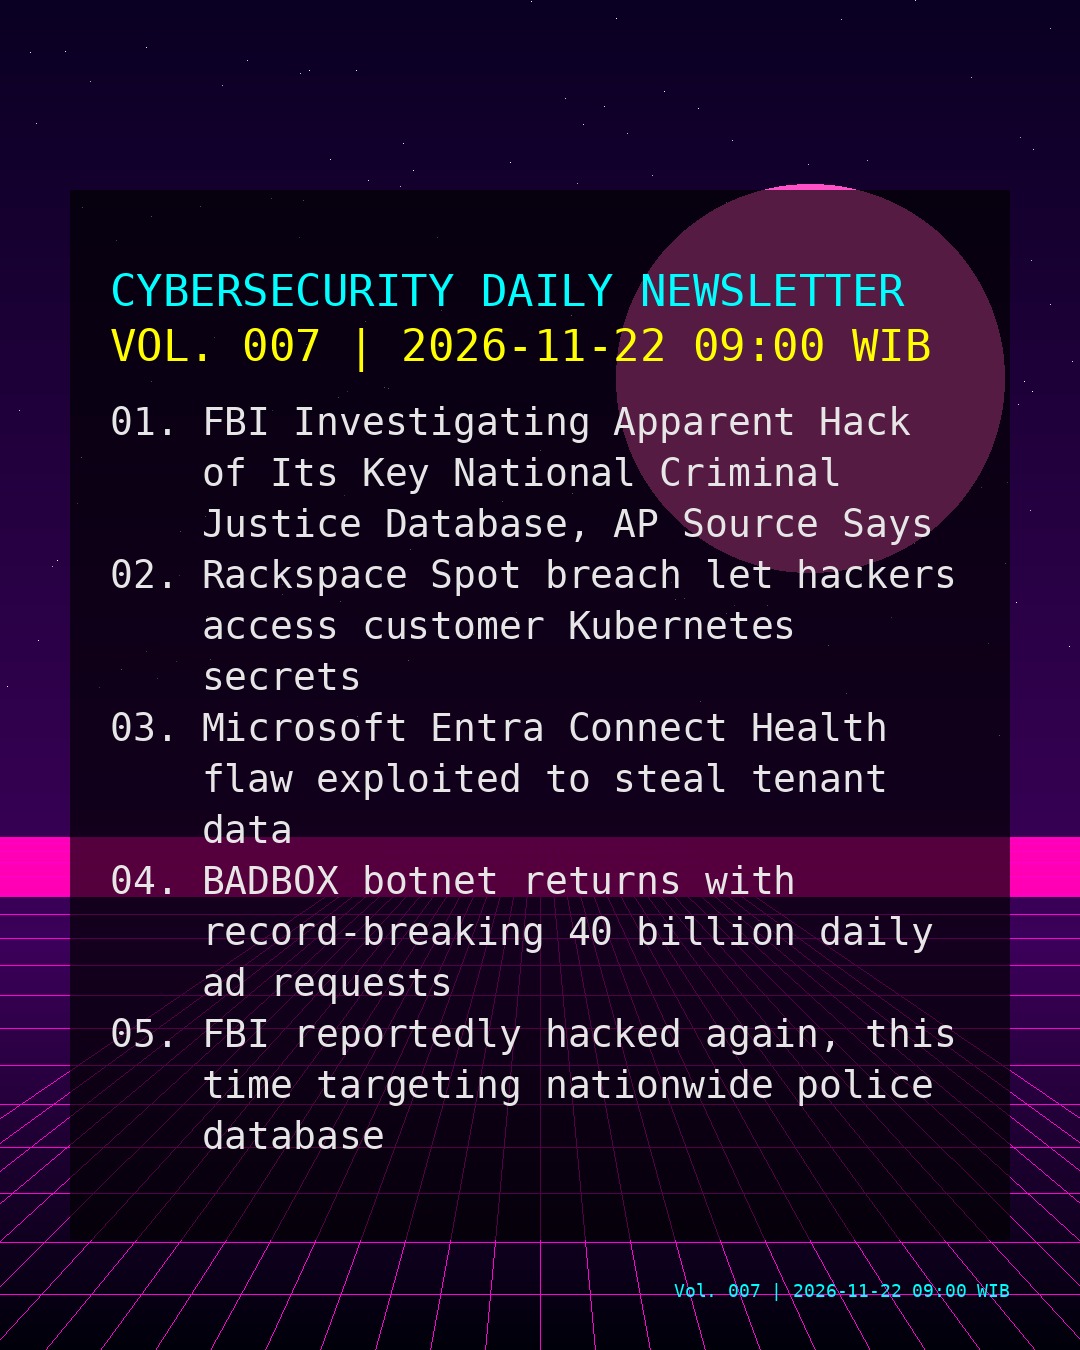 CYBERSECURITY DAILY NEWSLETTER
VOL. 007 | 2026-11-22 09:00 WIB
01. FBI Investigating Apparent Hack
of Its Key National Criminal
Justice Database, AP Source Says
02. Rackspace Spot breach let hackers
access customer Kubernetes
secrets
03. Microsoft Entra Connect Health
flaw exploited to steal tenant
data
04. BADBOX botnet returns with
record-breaking 40 billion daily
ad requests
05. FBI reportedly hacked again, this
time targeting nationwide police
database
Vol. 007 | 2026-11-22 09:00 WIB